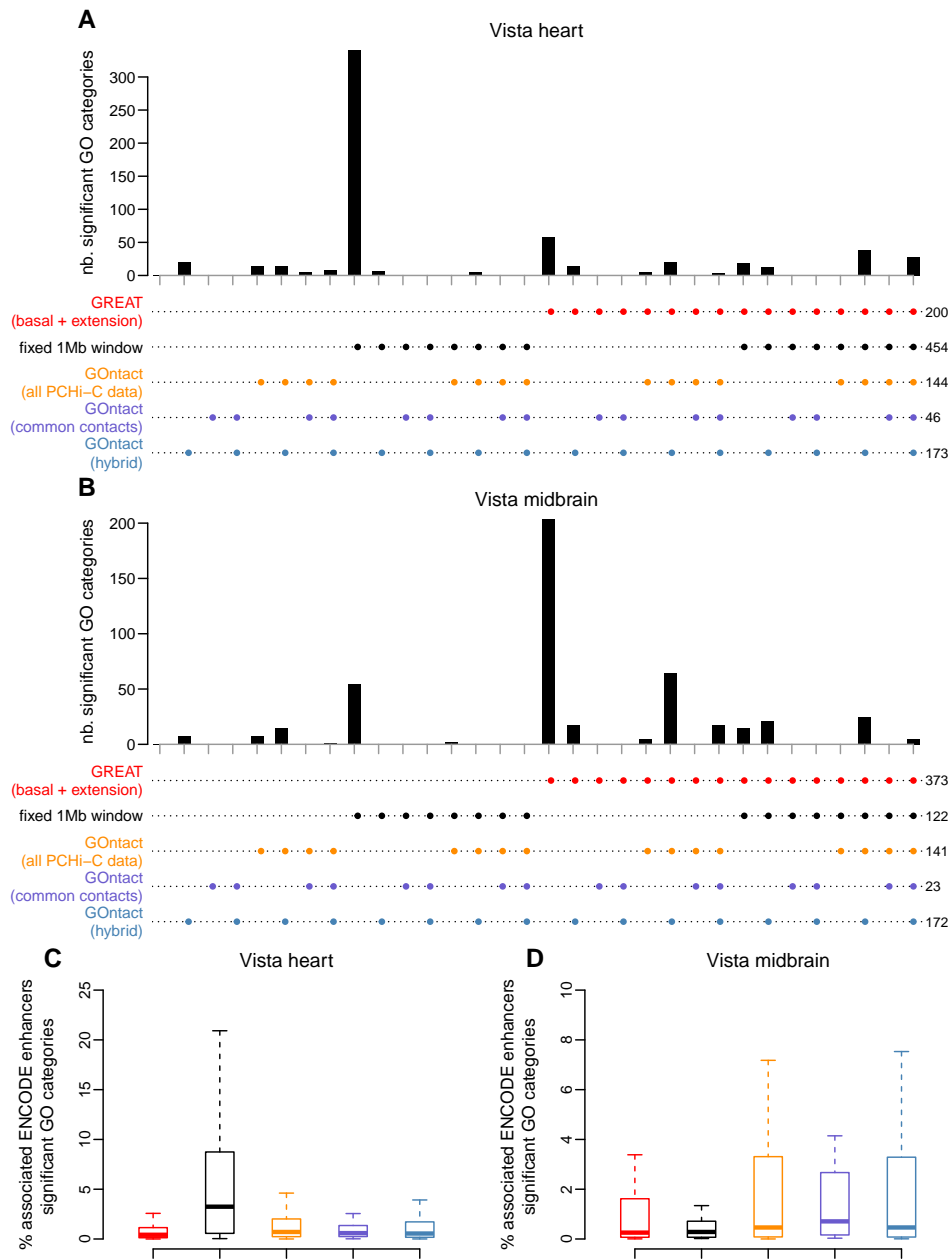 A
Vista heart
nb. significant GO categories
300
250
200
150
100
50
0
GREAT
(basal + extension)
200
fixed 1Mb window
454
GOntact
(all PCHi−C data)
144
GOntact
(common contacts)
46
GOntact
(hybrid)
173
B
Vista midbrain
nb. significant GO categories
200
150
100
50
0
GREAT
(basal + extension)
373
fixed 1Mb window
122
GOntact
(all PCHi−C data)
141
GOntact
(common contacts)
23
GOntact
(hybrid)
172
C
Vista heart
% associated ENCODE enhancers
significant GO categories
25
20
15
10
5
0
D
Vista midbrain
% associated ENCODE enhancers
significant GO categories
10
8
6
4
2
0